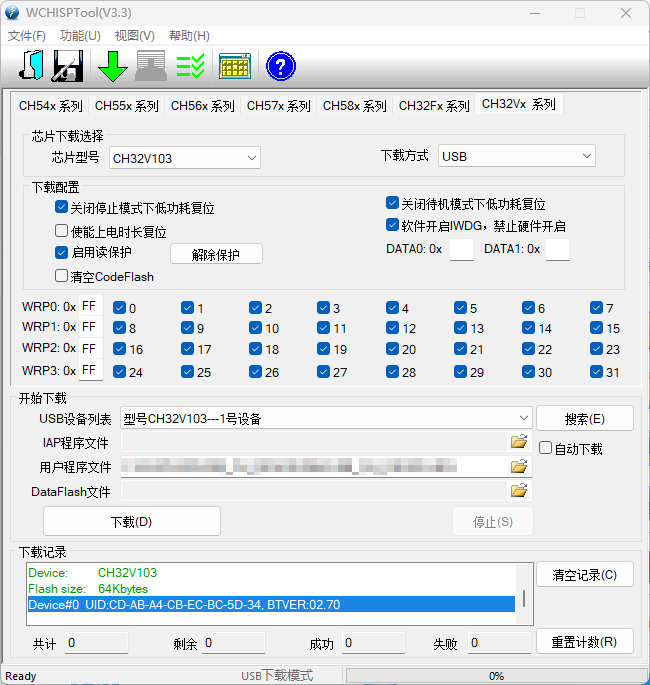 WCHISPTool(V3.3)
文件(F) 功能(U) 视图(V) 帮助(H)
CH54x 系列 CH55x 系列 CH56x 系列 CH57x 系列 CH58x 系列 CH32Fx 系列 CH32Vx 系列
芯片下载选择
芯片型号 CH32V103 下载方式 USB
下载配置
关闭停止模式下低功耗复位 关闭待机模式下低功耗复位
使能上电时长复位 软件开启IWDG，禁止硬件开启
启用读保护 解除保护 DATA0: 0x DATA1: 0x
清空CodeFlash
WRP0: 0x FF 0 1 2 3 4 5 6 7
WRP1: 0x FF 8 9 10 11 12 13 14 15
WRP2: 0x FF 16 17 18 19 20 21 22 23
WRP3: 0x FF 24 25 26 27 28 29 30 31
开始下载
USB设备列表 型号CH32V103---1号设备 搜索(E)
IAP程序文件 自动下载
用户程序文件
DataFlash文件
下载(D) 停止(S)
下载记录
Device: CH32V103 清空记录(C)
Flash size: 64Kbytes
Device#0 UID:CD-AB-A4-CB-EC-BC-5D-34, BTVER:02.70
共计 0 剩余 0 成功 0 失败 0 重置计数(R)
Ready USB下载模式 0%